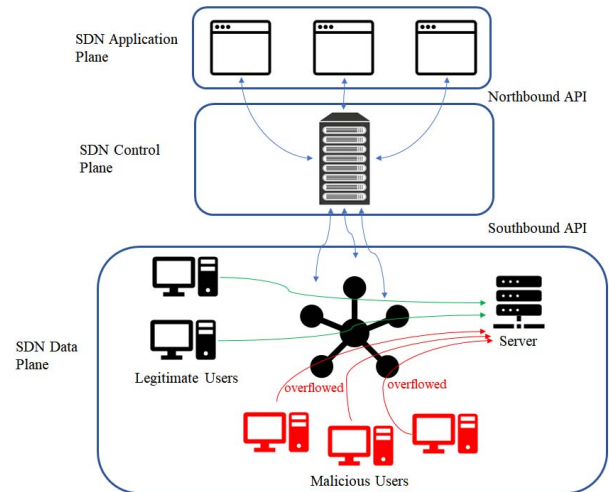 SDN Application
Plane
Northbound API
SDN Control
Plane
Southbound API
SDN Data
Plane
Legitimate Users
Server
overflowed
overflowed
Malicious Users